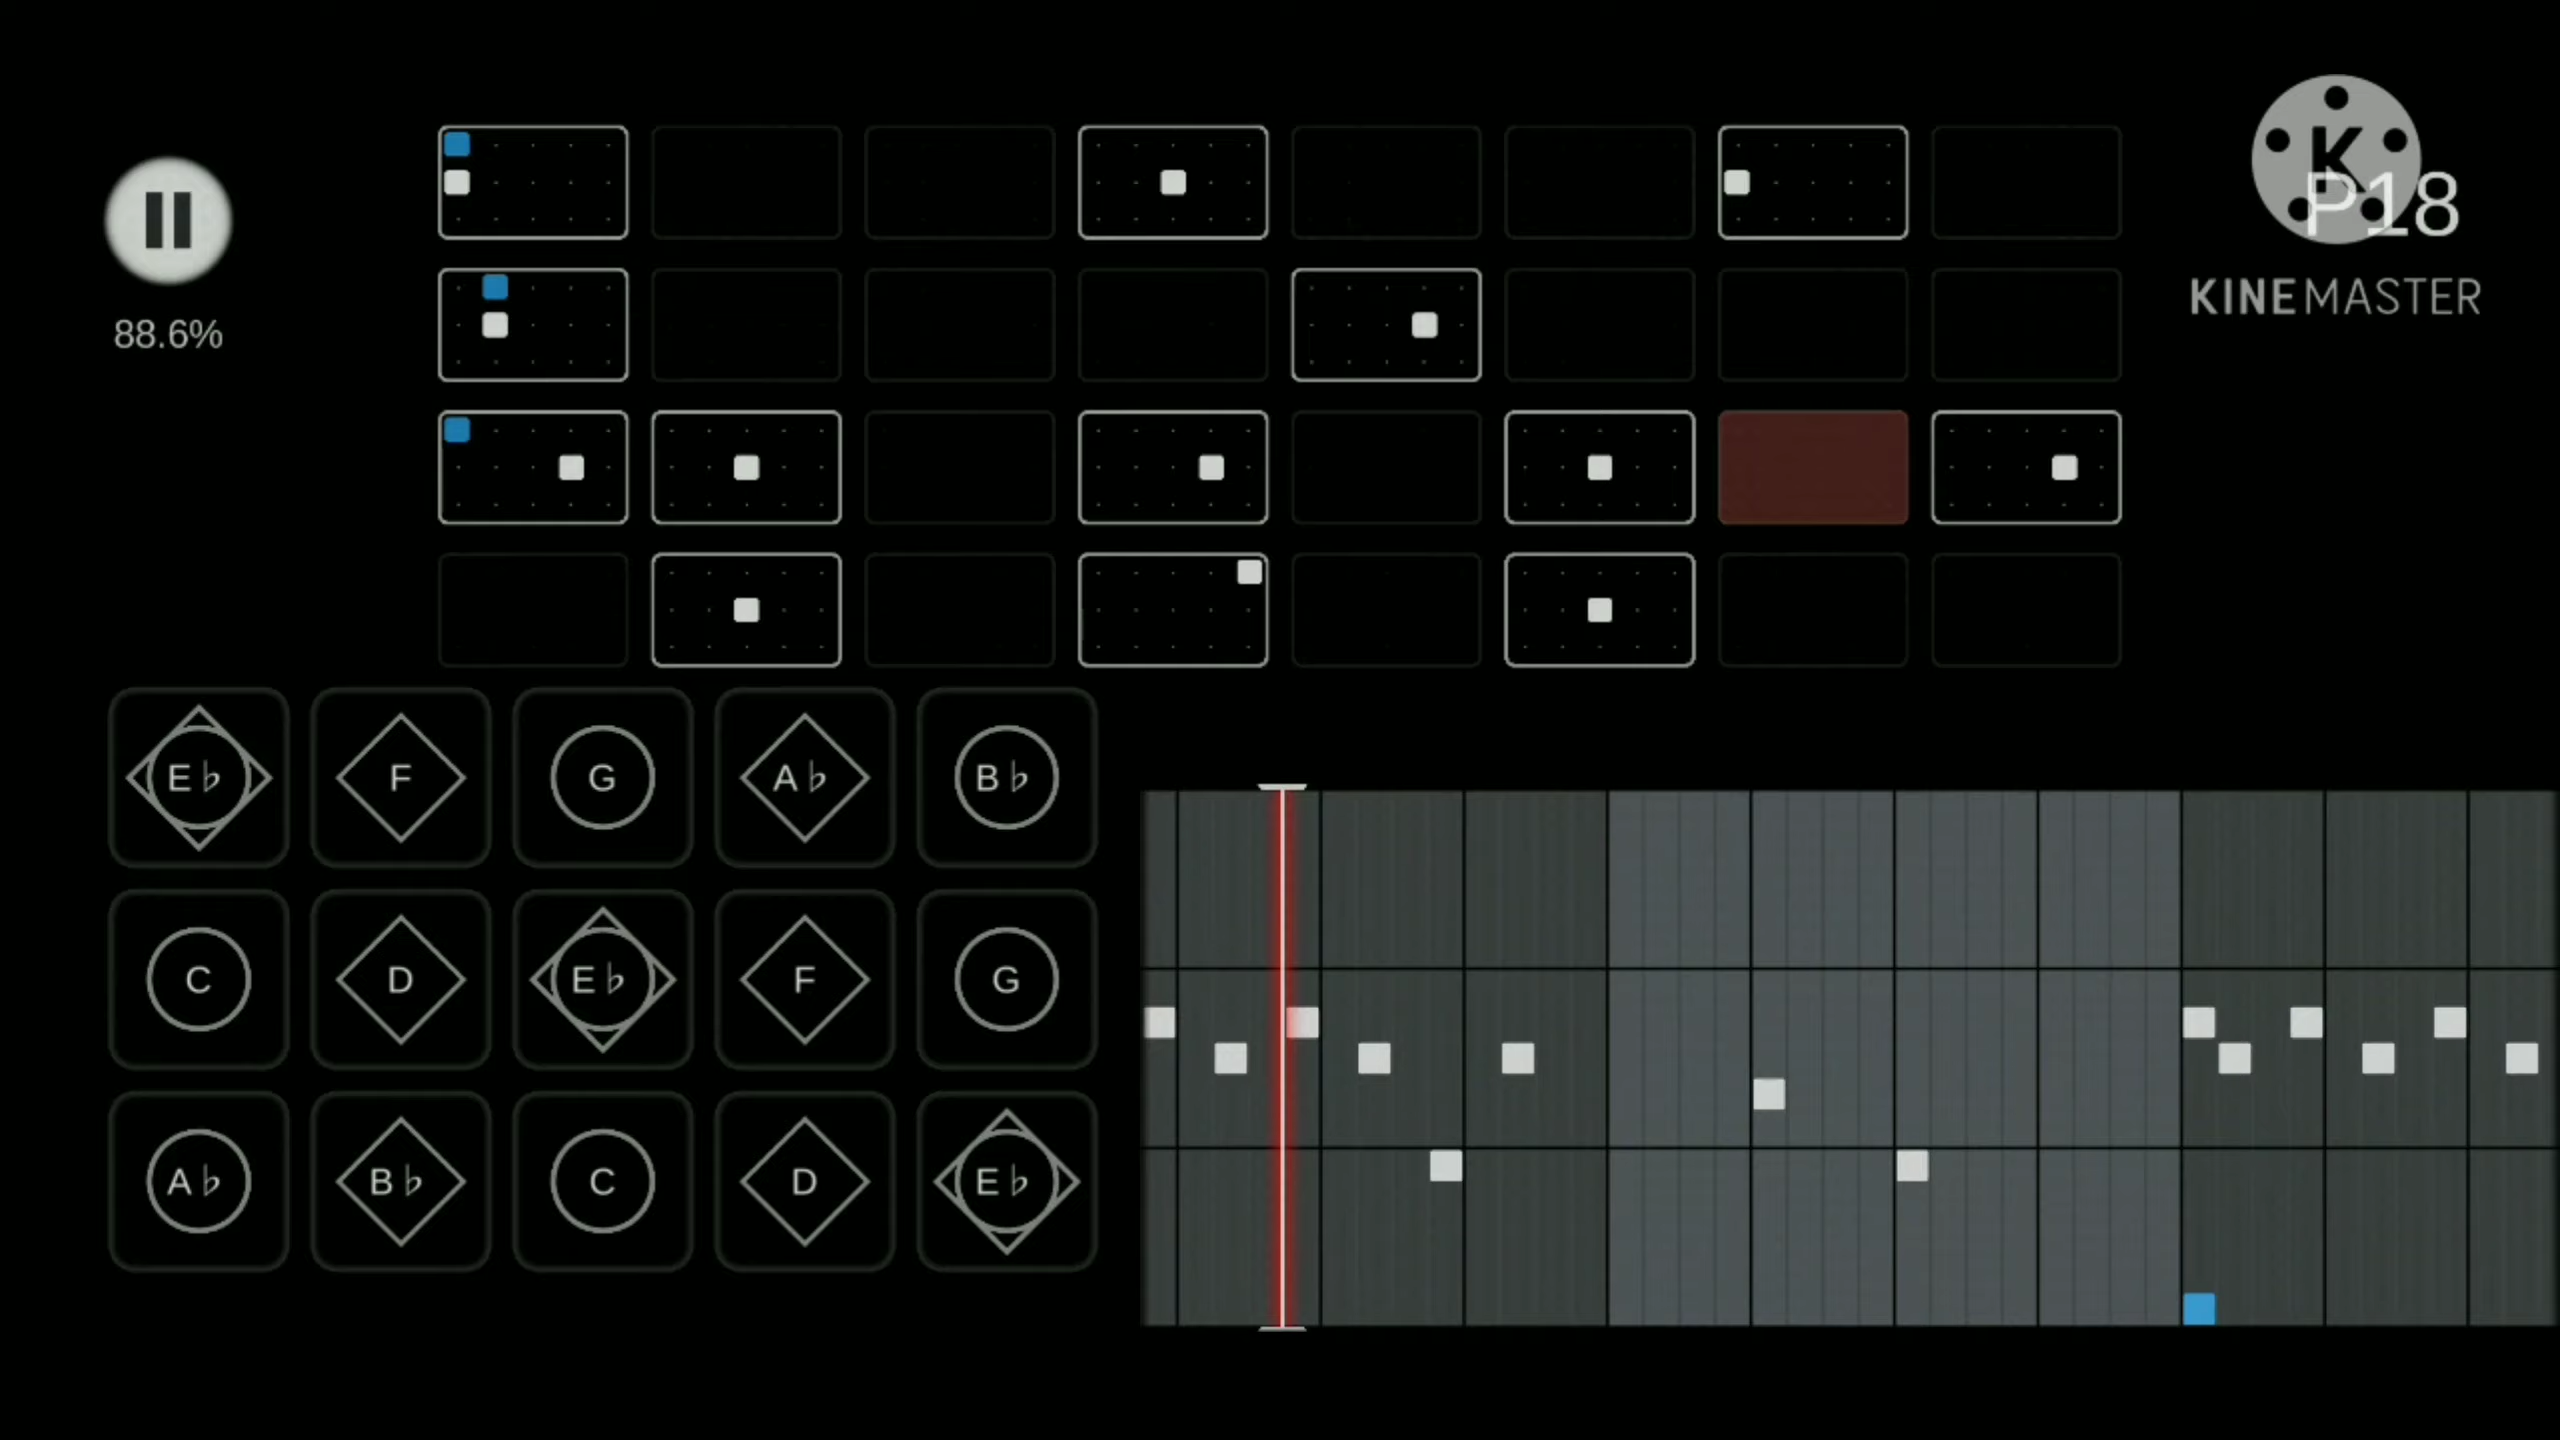 K
P18
KINEMASTER
88.6%
E♭ F G A♭ B♭
C D E♭ F G
A♭ B♭ C D E♭